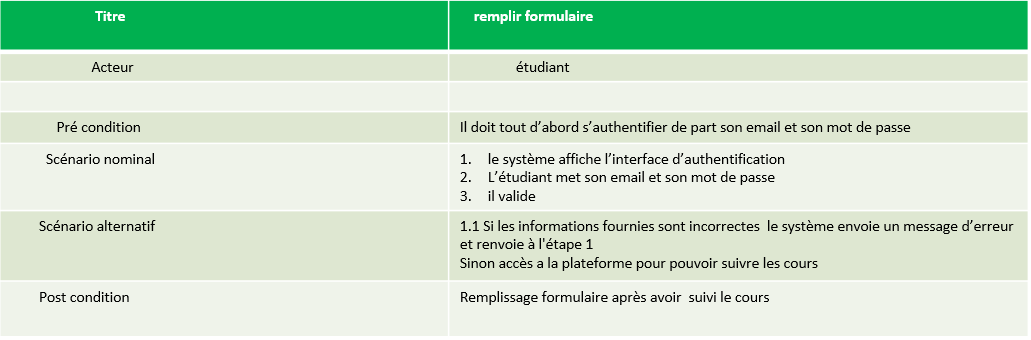 Titre
remplir formulaire
Acteur
étudiant
Pré condition
Il doit tout d’abord s’authentifier de part son email et son mot de passe
Scénario nominal
1. le système affiche l’interface d’authentification
2. L’étudiant met son email et son mot de passe
3. il valide
Scénario alternatif
1.1 Si les informations fournies sont incorrectes le système envoie un message d’erreur
et renvoie à l'étape 1
Sinon accès a la plateforme pour pouvoir suivre les cours
Post condition
Remplissage formulaire après avoir suivi le cours